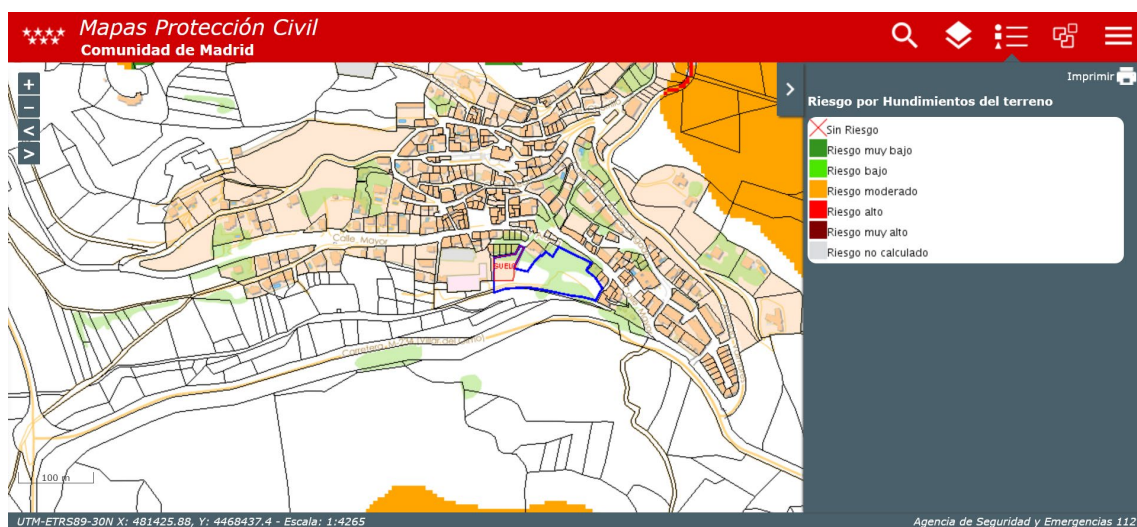 Mapas Protección Civil
Comunidad de Madrid
+
−
<
>
Imprimir
>
Riesgo por Hundimientos del terreno
Sin Riesgo
Riesgo muy bajo
Riesgo bajo
Riesgo moderado
Riesgo alto
Riesgo muy alto
Riesgo no calculado
Calle Mayor
100 m
UTM-ETRS89-30N X: 481425.88, Y: 4468437.4 - Escala: 1:4265
Agencia de Seguridad y Emergencias 112